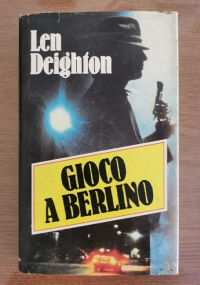 Len
Deighton
GIOCO
A BERLINO